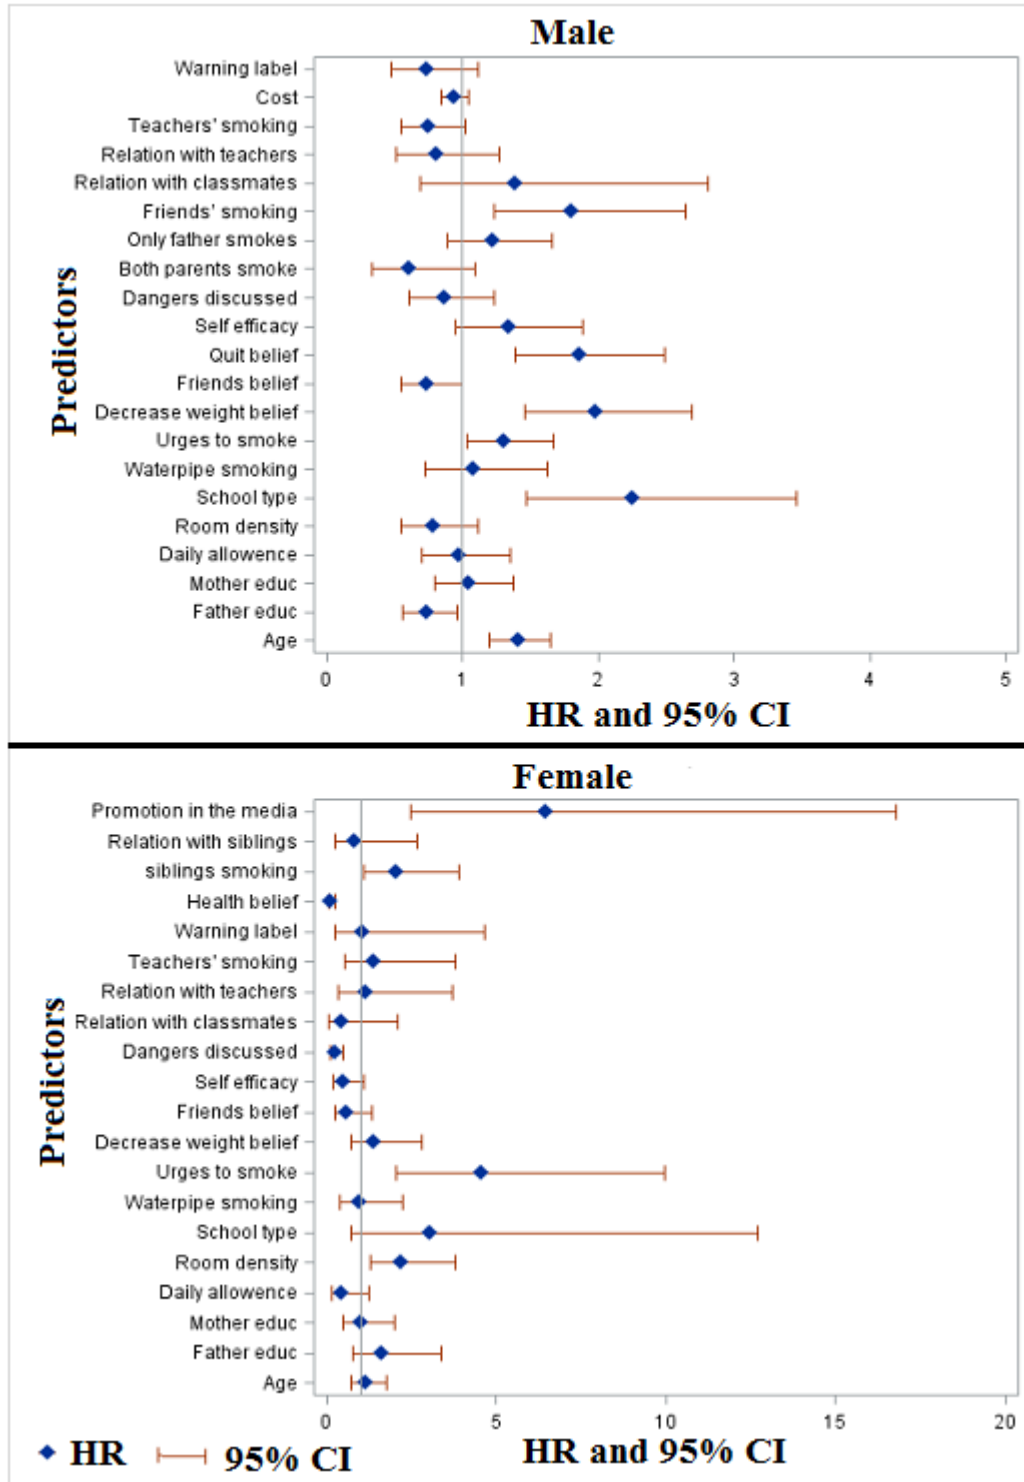 Male
Warning label
Cost
Teachers' smoking
Relation with teachers
Relation with classmates
Friends' smoking
Only father smokes
Both parents smoke
Dangers discussed
Self efficacy
Quit belief
Friends belief
Decrease weight belief
Urges to smoke
Waterpipe smoking
School type
Room density
Daily allowence
Mother educ
Father educ
Age
Predictors
0 1 2 3 4 5
HR and 95% CI
Female
Promotion in the media
Relation with siblings
siblings smoking
Health belief
Warning label
Teachers' smoking
Relation with teachers
Relation with classmates
Dangers discussed
Self efficacy
Friends belief
Decrease weight belief
Urges to smoke
Waterpipe smoking
School type
Room density
Daily allowence
Mother educ
Father educ
Age
Predictors
0 5 10 15 20
HR 95% CI HR and 95% CI